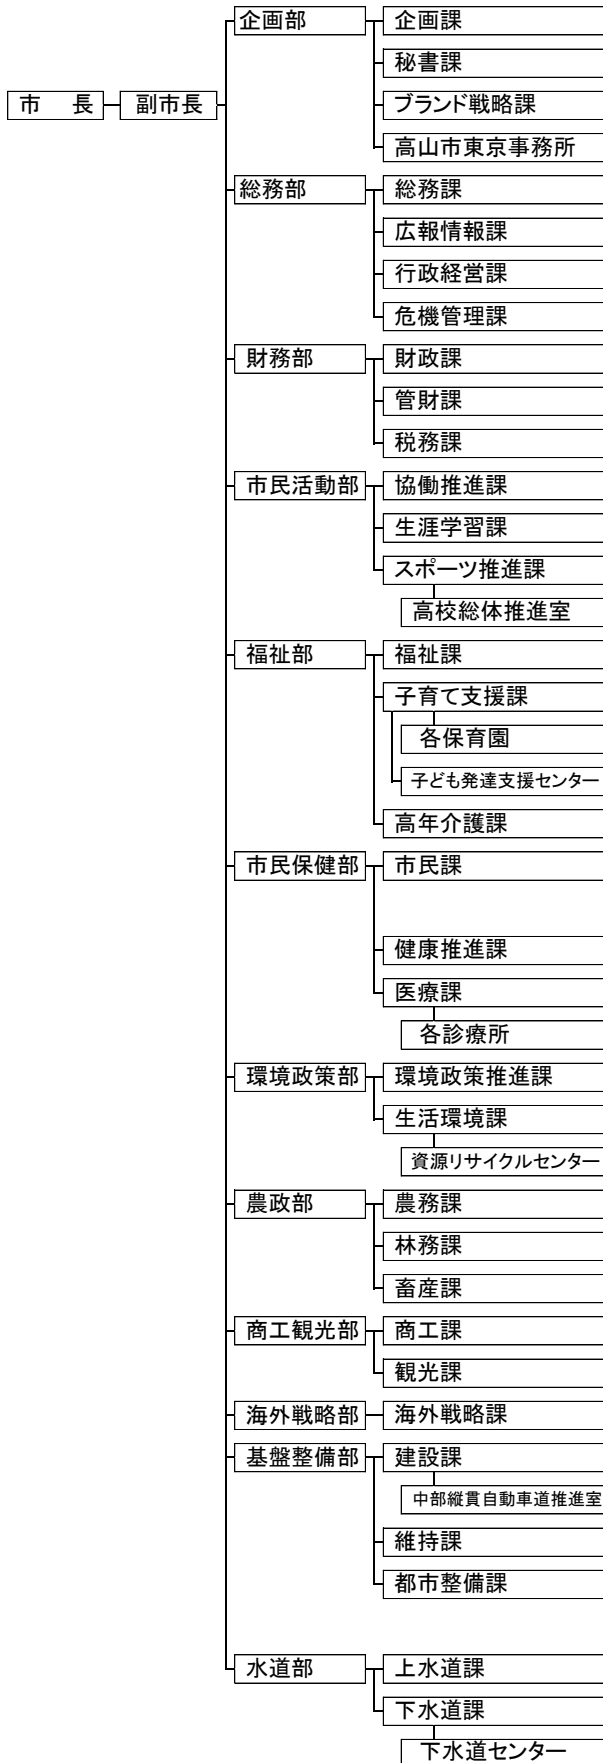 企画部 企画課
秘書課
市 長 副市長 ブランド戦略課
高山市東京事務所
総務部 総務課
広報情報課
行政経営課
危機管理課
財務部 財政課
管財課
税務課
市民活動部 協働推進課
生涯学習課
スポーツ推進課
高校総体推進室
福祉部 福祉課
子育て支援課
各保育園
子ども発達支援センター
高年介護課
市民保健部 市民課
健康推進課
医療課
各診療所
環境政策部 環境政策推進課
生活環境課
資源リサイクルセンター
農政部 農務課
林務課
畜産課
商工観光部 商工課
観光課
海外戦略部 海外戦略課
基盤整備部 建設課
中部縦貫自動車道推進室
維持課
都市整備課
水道部 上水道課
下水道課
下水道センター